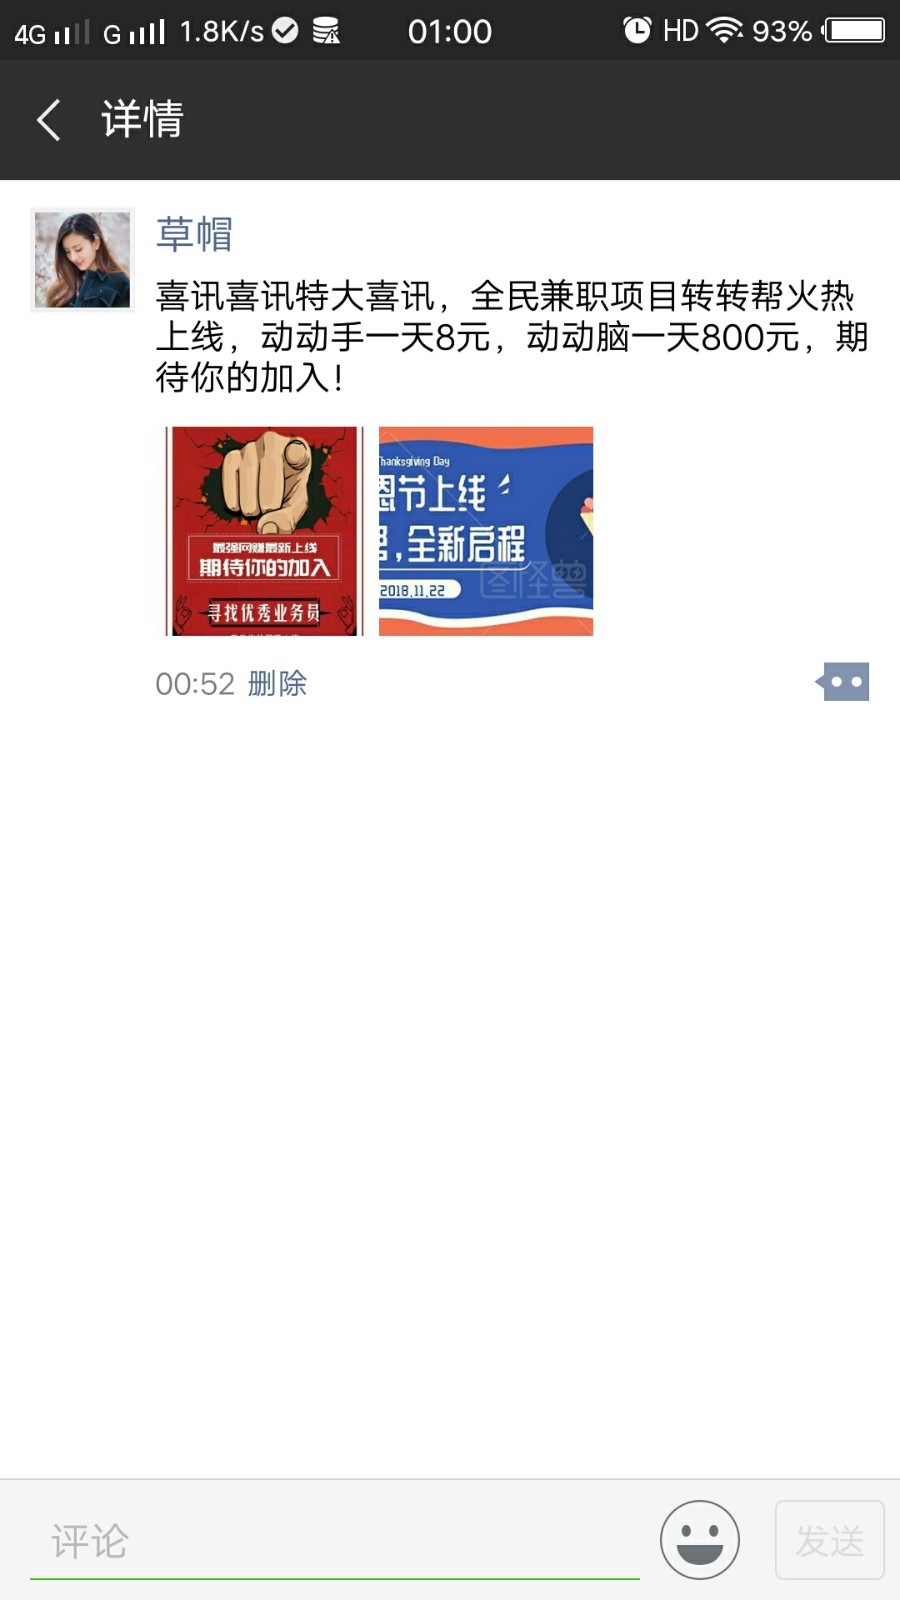 4G G 1.8K/s 01:00 HD 93%
详情
草帽
喜讯喜讯特大喜讯，全民兼职项目转转帮火热
上线，动动手一天8元，动动脑一天800元，期
待你的加入！
最强网赚最新上线
期待你的加入
寻找优秀业务员
Thanksgiving Day
恩节上线
,全新启程
2018.11.22
图怪兽
00:52 删除
评论
发送